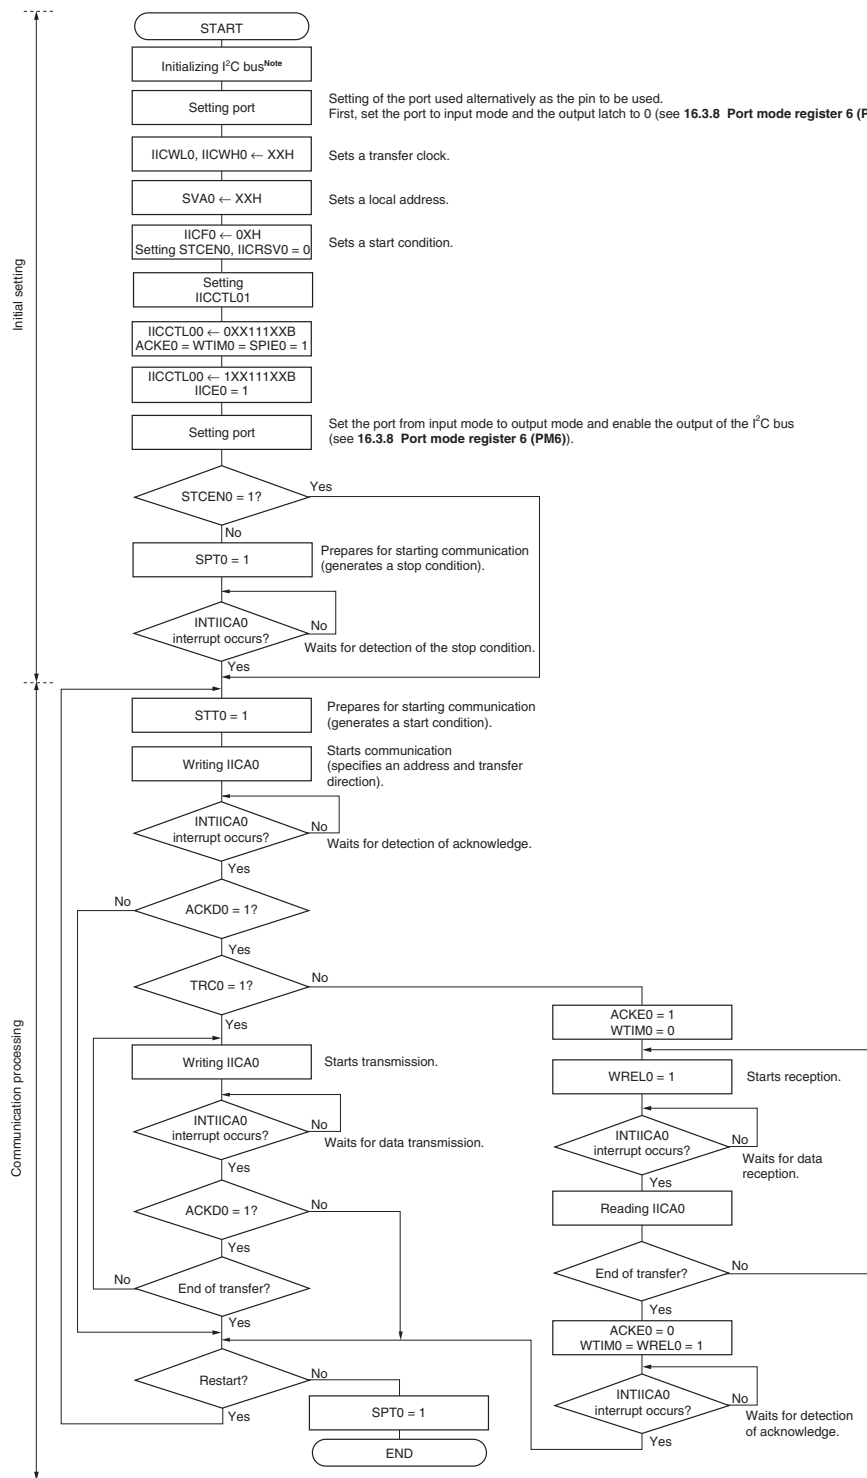 START
Initializing I²C bus^Note
Setting port
Setting of the port used alternatively as the pin to be used.
First, set the port to input mode and the output latch to 0 (see 16.3.8 Port mode register 6 (P
IICWL0, IICWH0 ← XXH
Sets a transfer clock.
SVA0 ← XXH
Sets a local address.
IICF0 ← 0XH
Setting STCEN0, IICRSV0 = 0
Sets a start condition.
Setting
IICCTL01
IICCTL00 ← 0XX111XXB
ACKE0 = WTIM0 = SPIE0 = 1
IICCTL00 ← 1XX111XXB
IICE0 = 1
Setting port
Set the port from input mode to output mode and enable the output of the I²C bus
(see 16.3.8 Port mode register 6 (PM6)).
Initial setting
STCEN0 = 1?
Yes
No
SPT0 = 1
Prepares for starting communication
(generates a stop condition).
INTIICA0
interrupt occurs?
No
Waits for detection of the stop condition.
Yes
STT0 = 1
Prepares for starting communication
(generates a start condition).
Writing IICA0
Starts communication
(specifies an address and transfer
direction).
INTIICA0
interrupt occurs?
No
Waits for detection of acknowledge.
Yes
No
ACKD0 = 1?
Yes
TRC0 = 1?
No
Yes
Communication processing
Writing IICA0
Starts transmission.
INTIICA0
interrupt occurs?
No
Waits for data transmission.
Yes
ACKD0 = 1?
No
Yes
No
End of transfer?
Yes
ACKE0 = 1
WTIM0 = 0
WREL0 = 1
Starts reception.
INTIICA0
interrupt occurs?
No
Waits for data
reception.
Yes
Reading IICA0
End of transfer?
No
Yes
ACKE0 = 0
WTIM0 = WREL0 = 1
INTIICA0
interrupt occurs?
No
Waits for detection
of acknowledge.
Yes
Restart?
No
Yes
SPT0 = 1
END